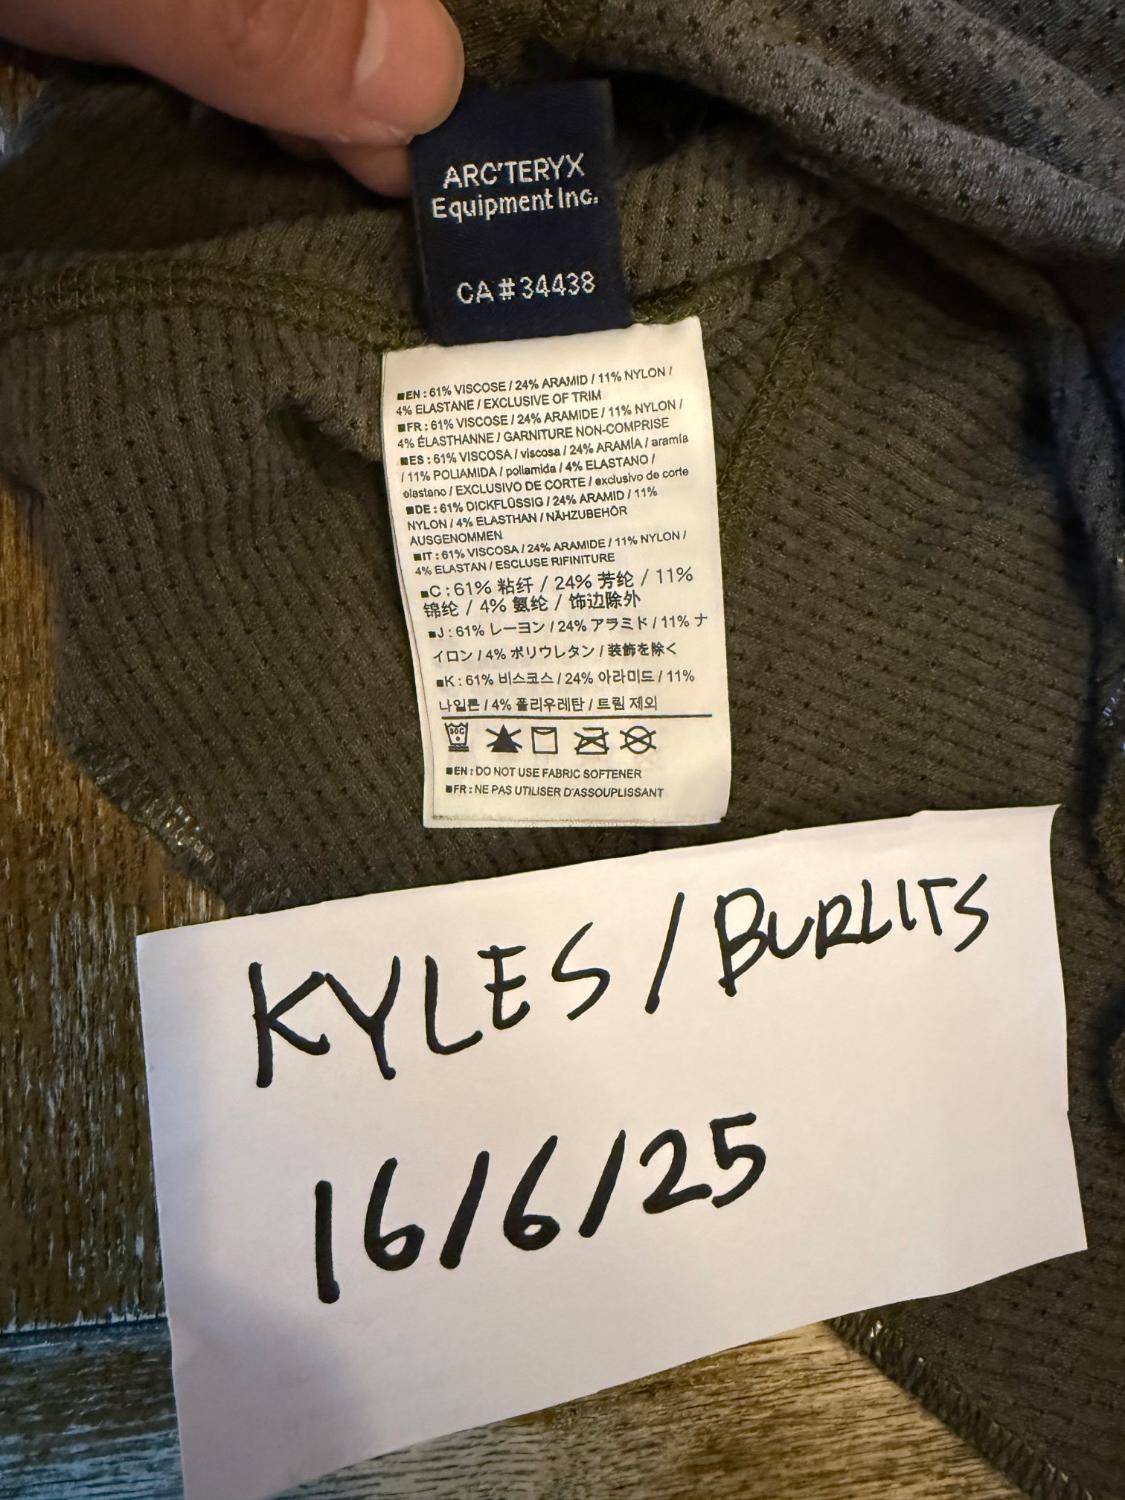 ARC'TERYX
Equipment Inc.
CA#34438
■EN : 61% VISCOSE / 24% ARAMID / 11% NYLON /
4% ELASTANE / EXCLUSIVE OF TRIM
■FR : 61% VISCOSE / 24% ARAMIDE / 11% NYLON /
4% ÉLASTHANNE / GARNITURE NON-COMPRISE
■ES : 61% VISCOSA / viscosa / 24% ARAMÍA / aramía
/ 11% POLIAMIDA / poliamida / 4% ELASTANO /
elastano / EXCLUSIVO DE CORTE / exclusivo de corte
■DE : 61% DICKFLÜSSIG / 24% ARAMID / 11%
NYLON / 4% ELASTHAN / NÄHZUBEHÖR
AUSGENOMMEN
■IT : 61% VISCOSA / 24% ARAMIDE / 11% NYLON /
4% ELASTAN / ESCLUSE RIFINITURE
■C : 61% 粘纤 / 24% 芳纶 / 11%
锦纶 / 4% 氨纶 / 饰边除外
■J : 61% レーヨン / 24% アラミド / 11% ナ
イロン / 4% ポリウレタン / 装飾を除く
■K : 61% 비스코스 / 24% 아라미드 / 11%
나일론 / 4% 폴리우레탄 / 트림 제외
30C
■EN : DO NOT USE FABRIC SOFTENER
■FR : NE PAS UTILISER D'ASSOUPLISSANT
KYLES / BURLITS
16/6/25